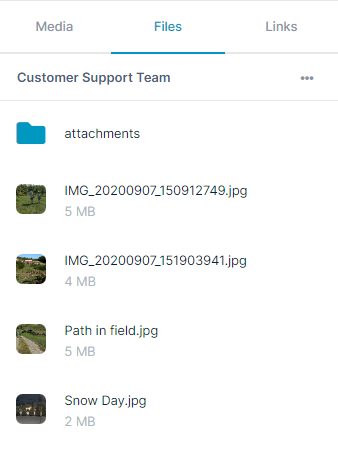 Media Files Links
Customer Support Team
attachments
IMG_20200907_150912749.jpg
5 MB
IMG_20200907_151903941.jpg
4 MB
Path in field.jpg
5 MB
Snow Day.jpg
2 MB